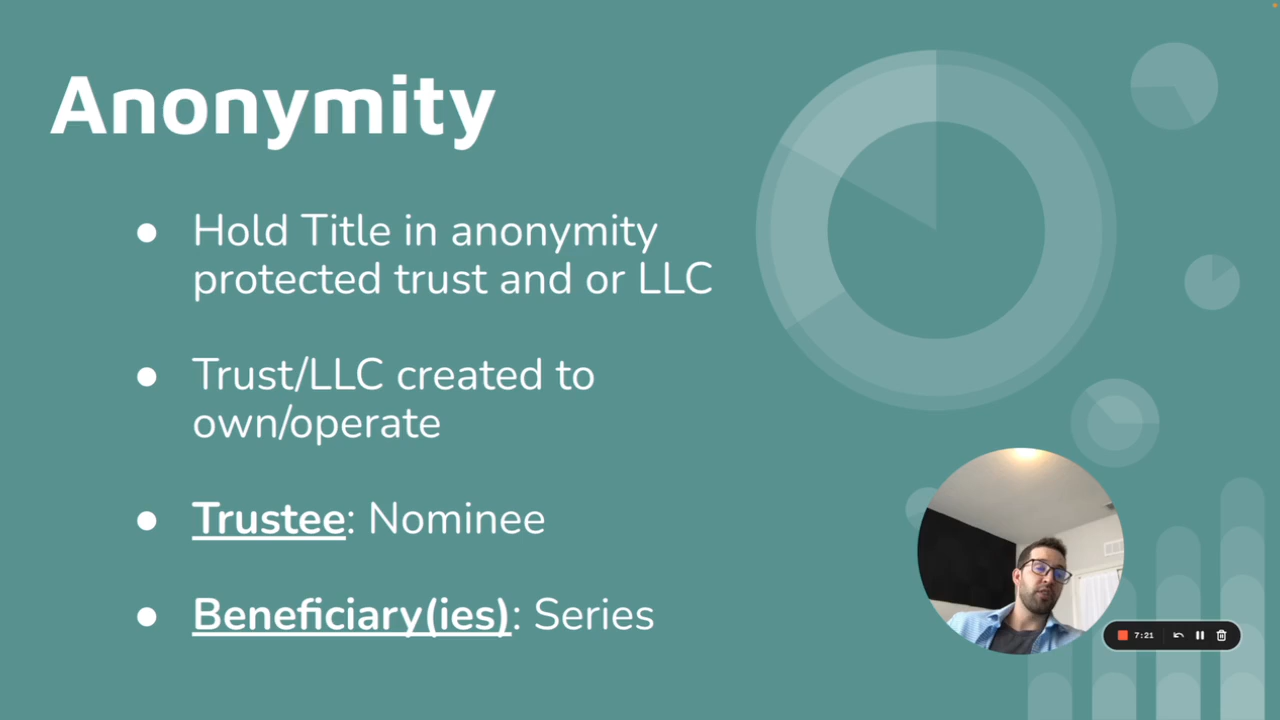 Anonymity
● Hold Title in anonymity
protected trust and or LLC
● Trust/LLC created to
own/operate
● Trustee: Nominee
● Beneficiary(ies): Series
7:21